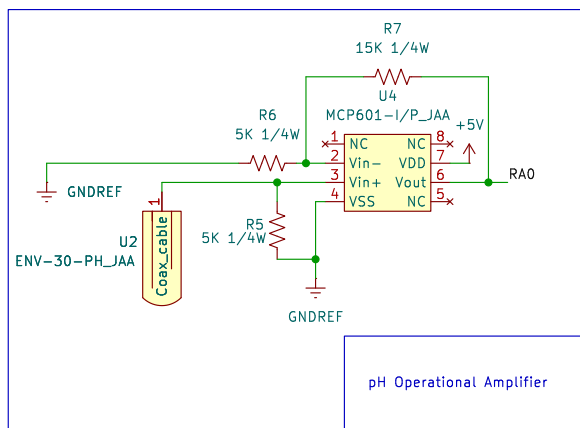 R7
15K 1/4W
U4
MCP601-I/P_JAA
+5V
R6
5K 1/4W
1 NC NC 8
2 Vin- VDD 7
3 Vin+ Vout 6
4 VSS NC 5
RA0
GNDREF
1
Coax_cable
U2
ENV-30-PH_JAA
R5
5K 1/4W
GNDREF
pH Operational Amplifier